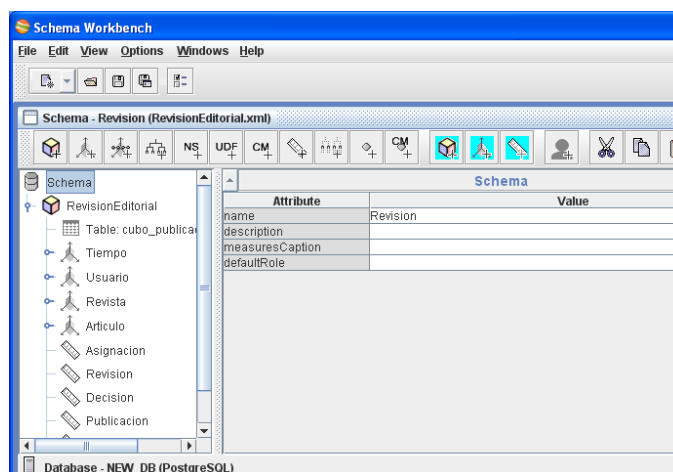 Schema Workbench
File Edit View Options Windows Help
Schema - Revision (RevisionEditorial.xml)
NS UDF CM CM
Schema
Schema
RevisionEditorial
Attribute Value
name Revision
Table: cubo_publica
description
measuresCaption
Tiempo
defaultRole
Usuario
Revista
Articulo
Asignacion
Revision
Decision
Publicacion
Database - NEW_DB (PostgreSQL)